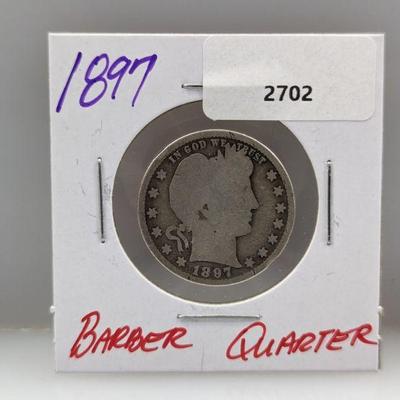 1897
2702
IN GOD WE TRUST
1897
BARBER QUARTER